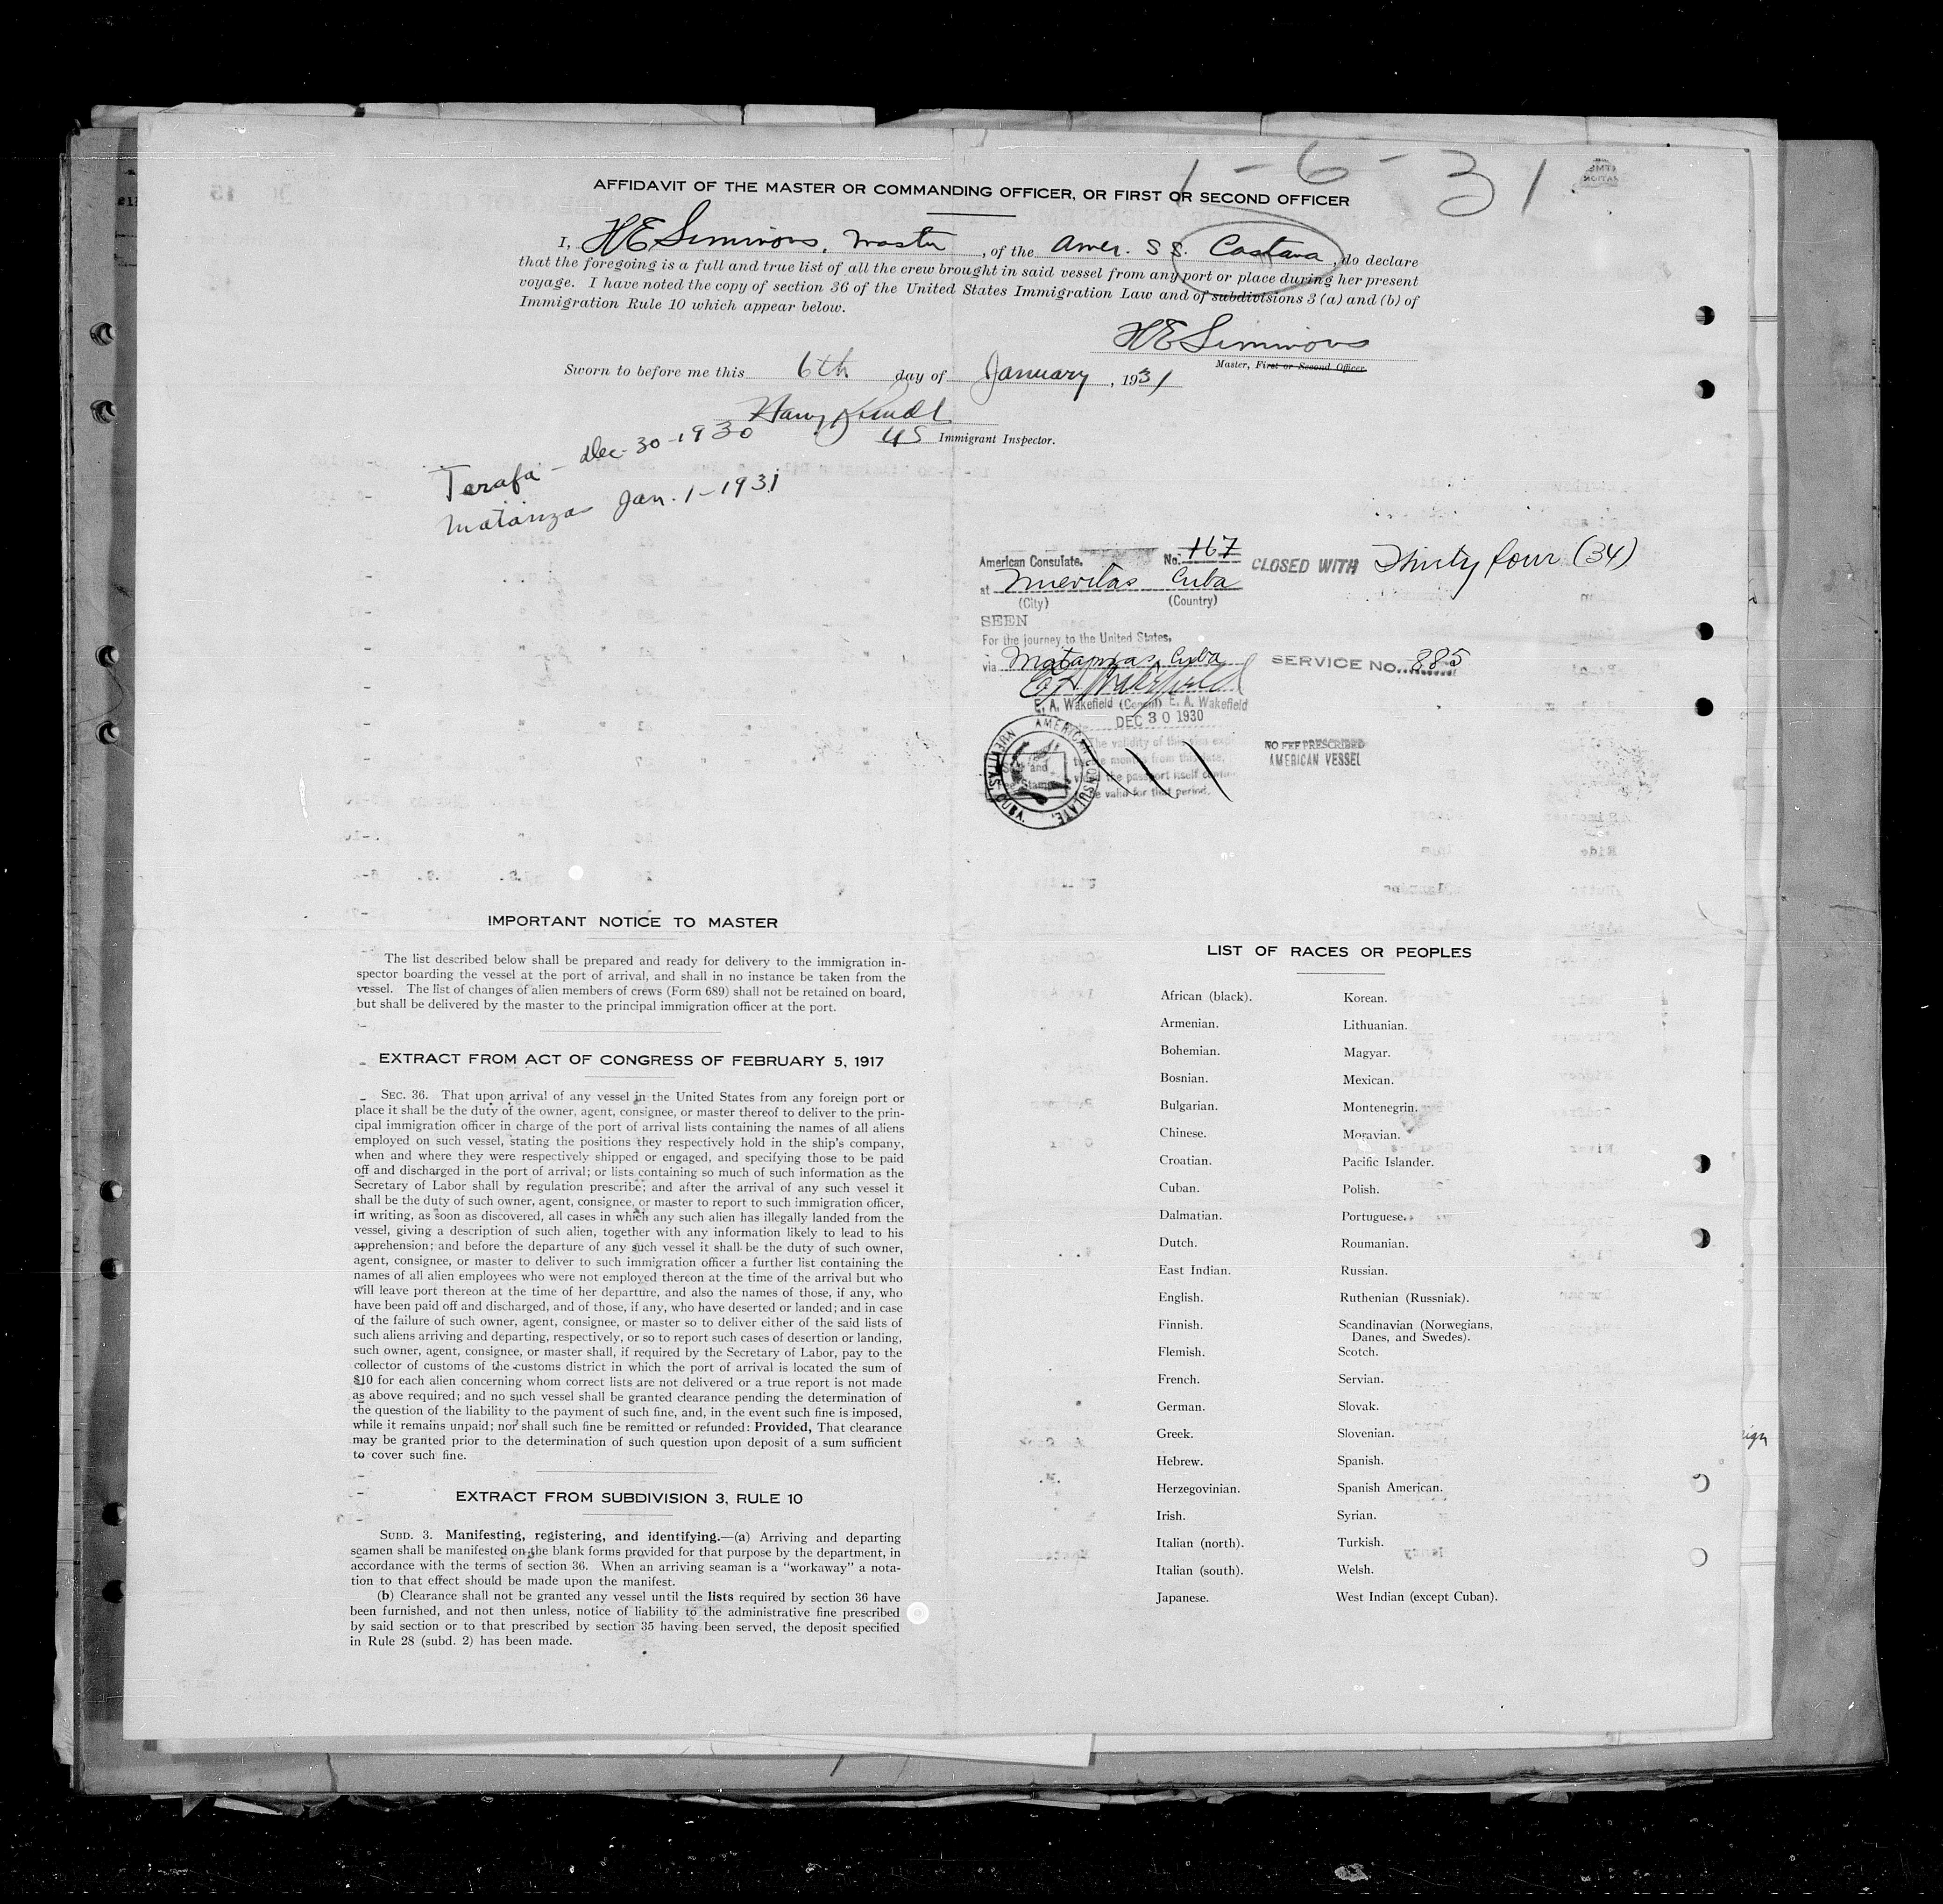 1-6-31
AFFIDAVIT OF THE MASTER OR COMMANDING OFFICER, OR FIRST OR SECOND OFFICER
I, H E Simmons, master, of the Amer. SS. Castana, do declare
that the foregoing is a full and true list of all the crew brought in said vessel from any port or place during her present
voyage. I have noted the copy of section 36 of the United States Immigration Law and of subdivisions 3 (a) and (b) of
Immigration Rule 10 which appear below.
H E Simmons
Master, First or Second Officer.
Sworn to before me this 6th day of January, 1931
Harry
US Immigrant Inspector.
Terafa - Dec-30-1930
Matanzas Jan. 1-1931
American Consulate. No. 167 CLOSED WITH Thirty four (34)
at Nuevitas Cuba
(City) (Country)
SEEN
For the journey to the United States,
via Matanzas, Cuba SERVICE No. 885
E. A. Wakefield
E. A. Wakefield (Consul) E. A. Wakefield
DEC 30 1930
The validity of this visa
months from this date,
the passport itself
be valid for that period.
NO FEE PRESCRIBED
AMERICAN VESSEL
AMERICAN CONSULATE,
NUEVITAS, CUBA
and
Stamp
IMPORTANT NOTICE TO MASTER
The list described below shall be prepared and ready for delivery to the immigration in-
spector boarding the vessel at the port of arrival, and shall in no instance be taken from the
vessel. The list of changes of alien members of crews (Form 689) shall not be retained on board,
but shall be delivered by the master to the principal immigration officer at the port.
EXTRACT FROM ACT OF CONGRESS OF FEBRUARY 5, 1917
SEC. 36. That upon arrival of any vessel in the United States from any foreign port or
place it shall be the duty of the owner, agent, consignee, or master thereof to deliver to the prin-
cipal immigration officer in charge of the port of arrival lists containing the names of all aliens
employed on such vessel, stating the positions they respectively hold in the ship's company,
when and where they were respectively shipped or engaged, and specifying those to be paid
off and discharged in the port of arrival; or lists containing so much of such information as the
Secretary of Labor shall by regulation prescribe; and after the arrival of any such vessel it
shall be the duty of such owner, agent, consignee, or master to report to such immigration officer,
in writing, as soon as discovered, all cases in which any such alien has illegally landed from the
vessel, giving a description of such alien, together with any information likely to lead to his
apprehension; and before the departure of any such vessel it shall be the duty of such owner,
agent, consignee, or master to deliver to such immigration officer a further list containing the
names of all alien employees who were not employed thereon at the time of the arrival but who
will leave port thereon at the time of her departure, and also the names of those, if any, who
have been paid off and discharged, and of those, if any, who have deserted or landed; and in case
of the failure of such owner, agent, consignee, or master so to deliver either of the said lists of
such aliens arriving and departing, respectively, or so to report such cases of desertion or landing,
such owner, agent, consignee, or master shall, if required by the Secretary of Labor, pay to the
collector of customs of the customs district in which the port of arrival is located the sum of
$10 for each alien concerning whom correct lists are not delivered or a true report is not made
as above required; and no such vessel shall be granted clearance pending the determination of
the question of the liability to the payment of such fine, and, in the event such fine is imposed,
while it remains unpaid; nor shall such fine be remitted or refunded: Provided, That clearance
may be granted prior to the determination of such question upon deposit of a sum sufficient
to cover such fine.
EXTRACT FROM SUBDIVISION 3, RULE 10
SUBD. 3. Manifesting, registering, and identifying.—(a) Arriving and departing
seamen shall be manifested on the blank forms provided for that purpose by the department, in
accordance with the terms of section 36. When an arriving seaman is a "workaway" a nota-
tion to that effect should be made upon the manifest.
(b) Clearance shall not be granted any vessel until the lists required by section 36 have
been furnished, and not then unless, notice of liability to the administrative fine prescribed
by said section or to that prescribed by section 35 having been served, the deposit specified
in Rule 28 (subd. 2) has been made.
LIST OF RACES OR PEOPLES
African (black). Korean.
Armenian. Lithuanian.
Bohemian. Magyar.
Bosnian. Mexican.
Bulgarian. Montenegrin.
Chinese. Moravian.
Croatian. Pacific Islander.
Cuban. Polish.
Dalmatian. Portuguese.
Dutch. Roumanian.
East Indian. Russian.
English. Ruthenian (Russniak).
Finnish. Scandinavian (Norwegians,
Danes, and Swedes).
Flemish. Scotch.
French. Servian.
German. Slovak.
Greek. Slovenian.
Hebrew. Spanish.
Herzegovinian. Spanish American.
Irish. Syrian.
Italian (north). Turkish.
Italian (south). Welsh.
Japanese. West Indian (except Cuban).